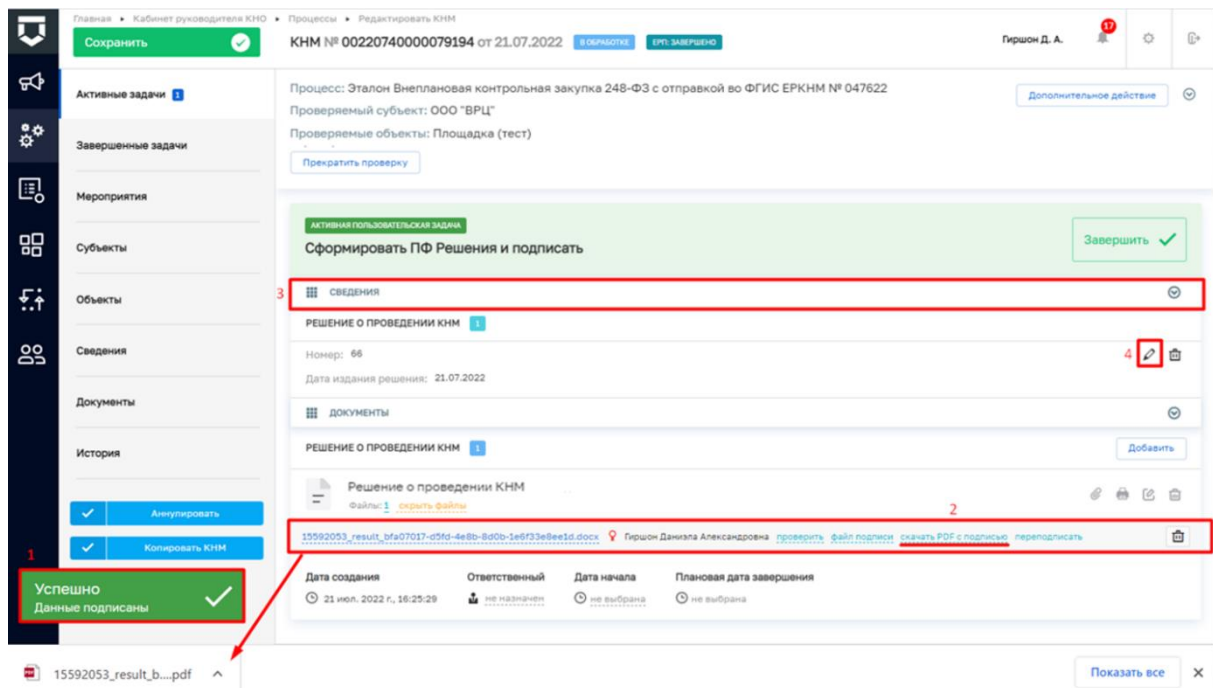 Главная ▸ Кабинет руководителя КНО ▸ Процессы ▸ Редактировать КНМ
Сохранить
КНМ № 00220740000079194 от 21.07.2022 В ОБРАБОТКЕ ЕРП: ЗАВЕРШЕНО
Гиршон Д. А.
17
Активные задачи 1
Завершенные задачи
Мероприятия
Субъекты
Объекты
Сведения
Документы
История
Аннулировать
Копировать КНМ
1
Успешно
Данные подписаны
Процесс: Эталон Внеплановая контрольная закупка 248-ФЗ с отправкой во ФГИС ЕРКНМ № 047622
Дополнительное действие
Проверяемый субъект: ООО "ВРЦ"
Проверяемые объекты: Площадка (тест)
Прекратить проверку
АКТИВНАЯ ПОЛЬЗОВАТЕЛЬСКАЯ ЗАДАЧА
Сформировать ПФ Решения и подписать
Завершить
3 СВЕДЕНИЯ
РЕШЕНИЕ О ПРОВЕДЕНИИ КНМ 1
Номер: 66
4
Дата издания решения: 21.07.2022
ДОКУМЕНТЫ
РЕШЕНИЕ О ПРОВЕДЕНИИ КНМ 1
Добавить
Решение о проведении КНМ
Файлы: 1 скрыть файлы
2
15592053_result_bfa07017-d5fd-4e8b-8d0b-1e6f33e8ee1d.docx Гиршон Даниэла Александровна проверить файл подписи скачать PDF с подписью переподписать
Дата создания Ответственный Дата начала Плановая дата завершения
21 июл. 2022 г., 16:25:29 не назначен не выбрана не выбрана
15592053_result_b....pdf
Показать все